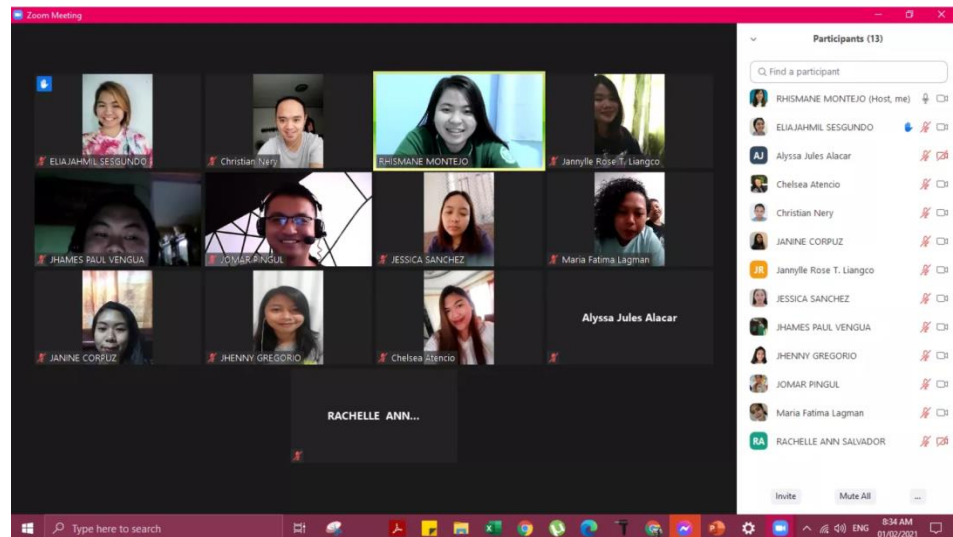 Zoom Meeting
ELIAJAHMIL SESGUNDO
Christian Nery
RHISMANE MONTEJO
Jannylle Rose T. Liangco
JHAMES PAUL VENGUA
JOMAR PINGUL
JESSICA SANCHEZ
Maria Fatima Lagman
JANINE CORPUZ
JHENNY GREGORIO
Chelsea Atencio
Alyssa Jules Alacar
RACHELLE ANN...
Participants (13)
Find a participant
RHISMANE MONTEJO (Host, me)
ELIAJAHMIL SESGUNDO
AJ Alyssa Jules Alacar
Chelsea Atencio
Christian Nery
JANINE CORPUZ
JR Jannylle Rose T. Liangco
JESSICA SANCHEZ
JHAMES PAUL VENGUA
JHENNY GREGORIO
JOMAR PINGUL
Maria Fatima Lagman
RA RACHELLE ANN SALVADOR
Invite Mute All ...
Type here to search
ENG
8:34 AM
01/02/2021